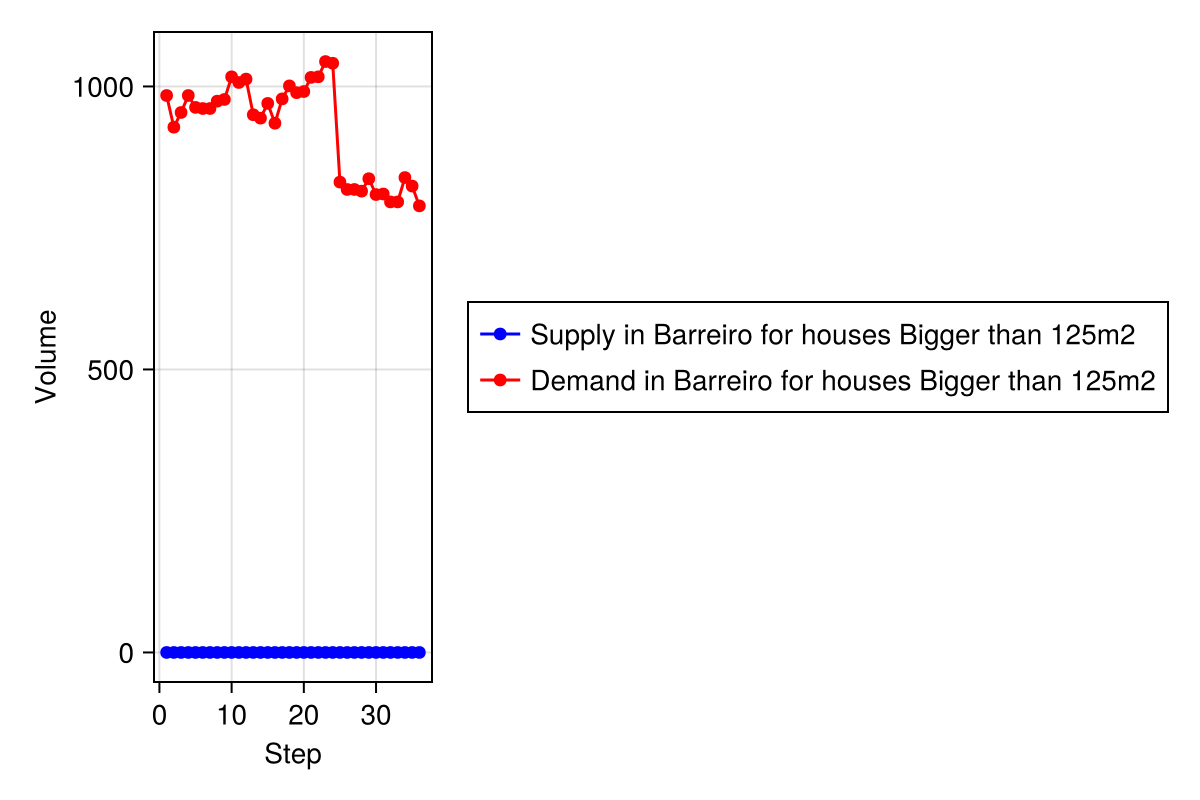 1000
500
0
Volume
0 10 20 30
Step
Supply in Barreiro for houses Bigger than 125m2
Demand in Barreiro for houses Bigger than 125m2